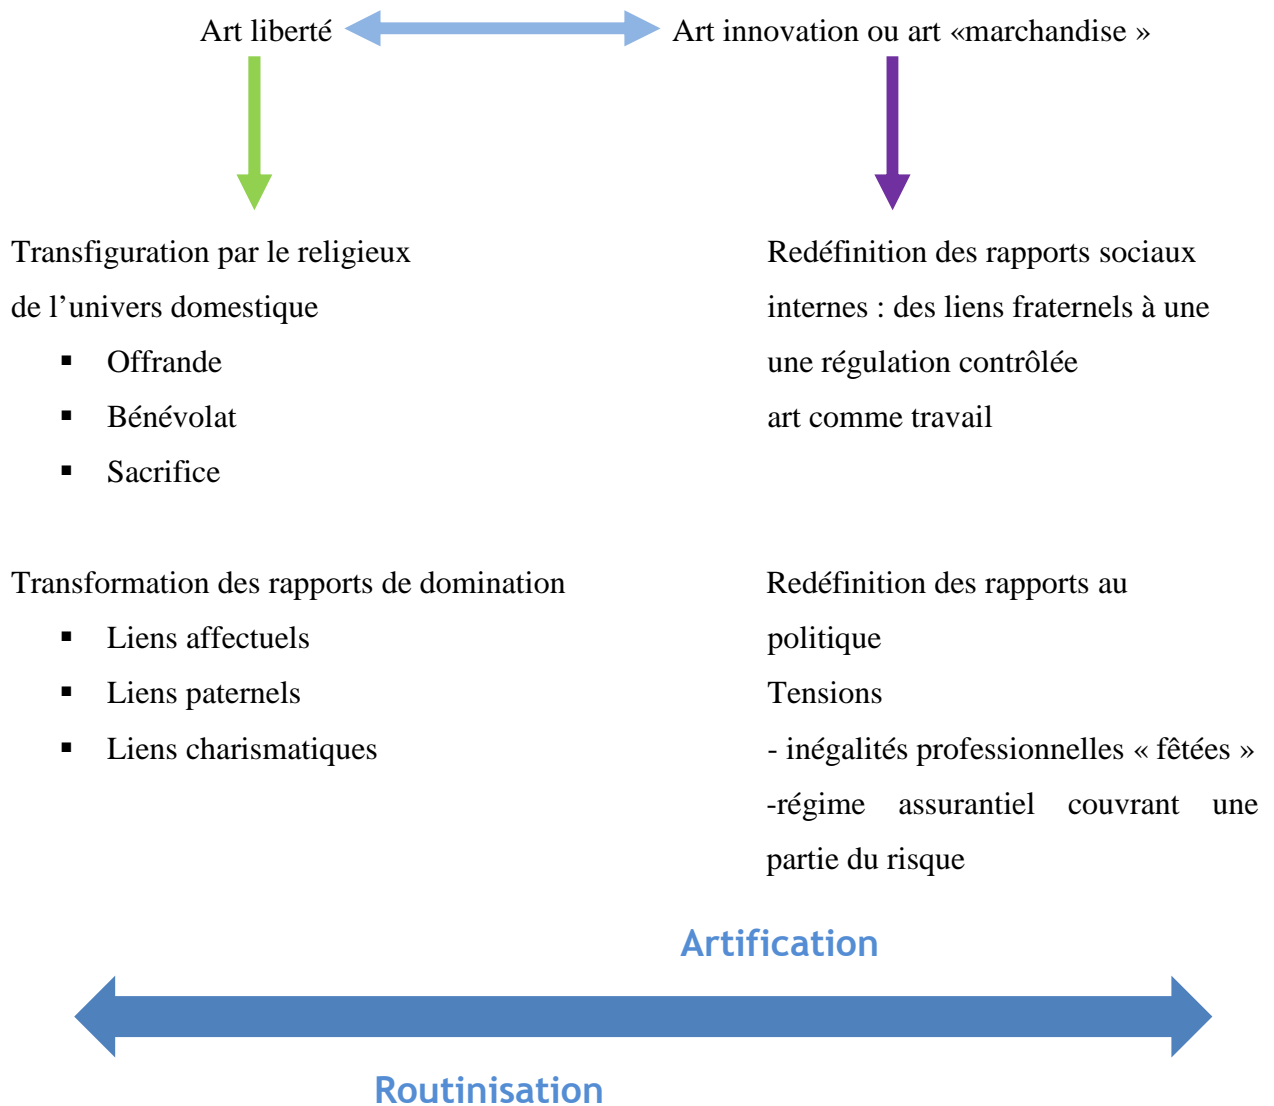 Art liberté
Art innovation ou art «marchandise »
Transfiguration par le religieux
de l’univers domestique
▪ Offrande
▪ Bénévolat
▪ Sacrifice
Transformation des rapports de domination
▪ Liens affectuels
▪ Liens paternels
▪ Liens charismatiques
Redéfinition des rapports sociaux
internes : des liens fraternels à une
une régulation contrôlée
art comme travail
Redéfinition des rapports au
politique
Tensions
- inégalités professionnelles « fêtées »
-régime assurantiel couvrant une
partie du risque
Artification
Routinisation